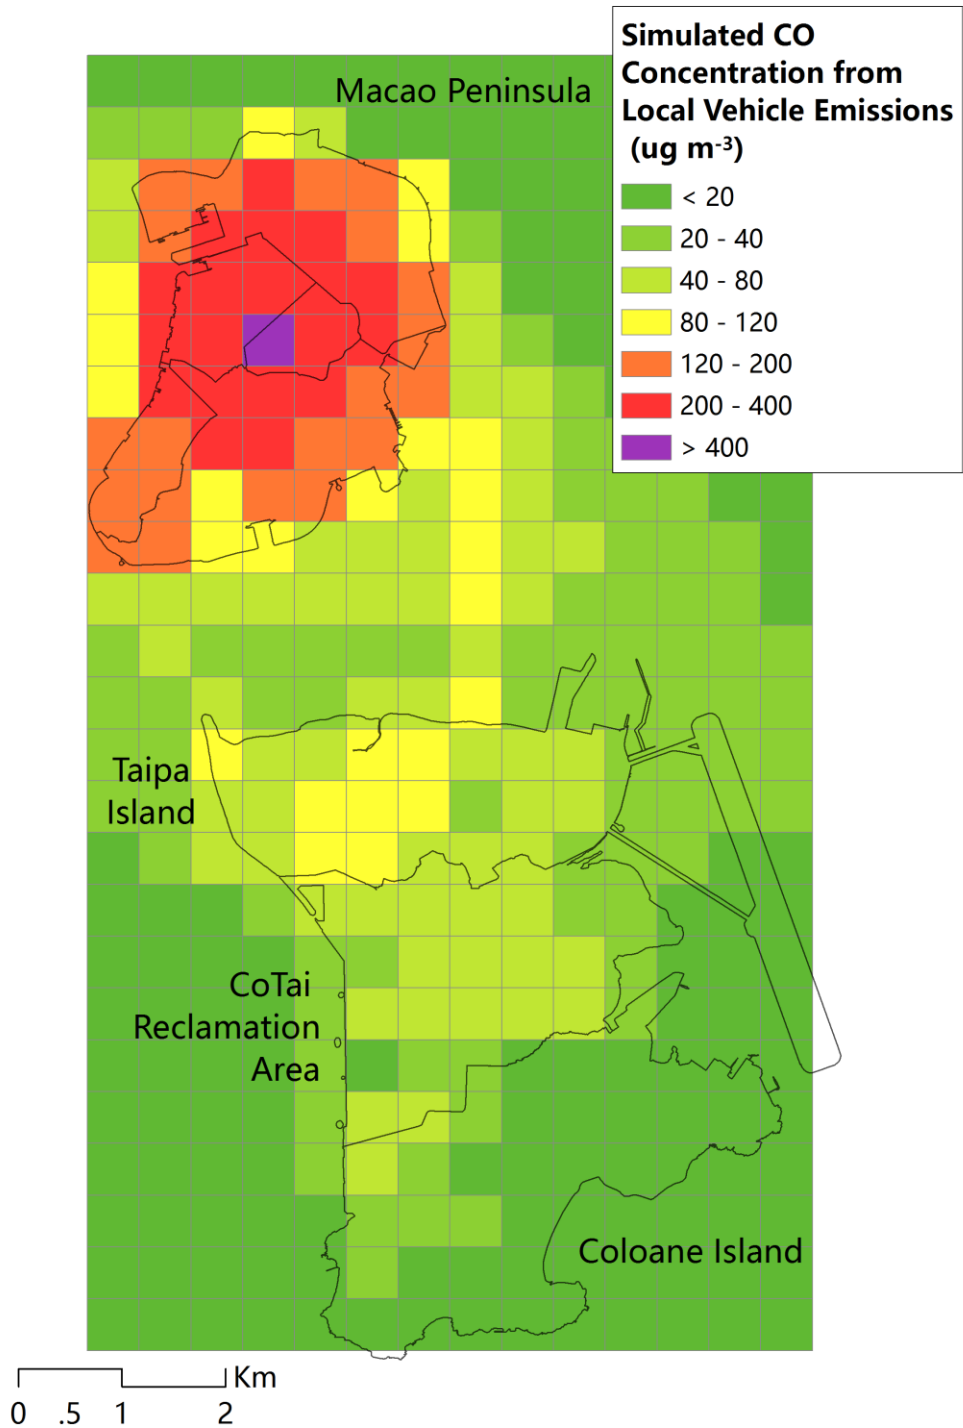 Simulated CO
Concentration from
Local Vehicle Emissions
(ug m-3)
< 20
20 - 40
40 - 80
80 - 120
120 - 200
200 - 400
> 400
Macao Peninsula
Taipa
Island
CoTai
Reclamation
Area
Coloane Island
Km
0 .5 1 2